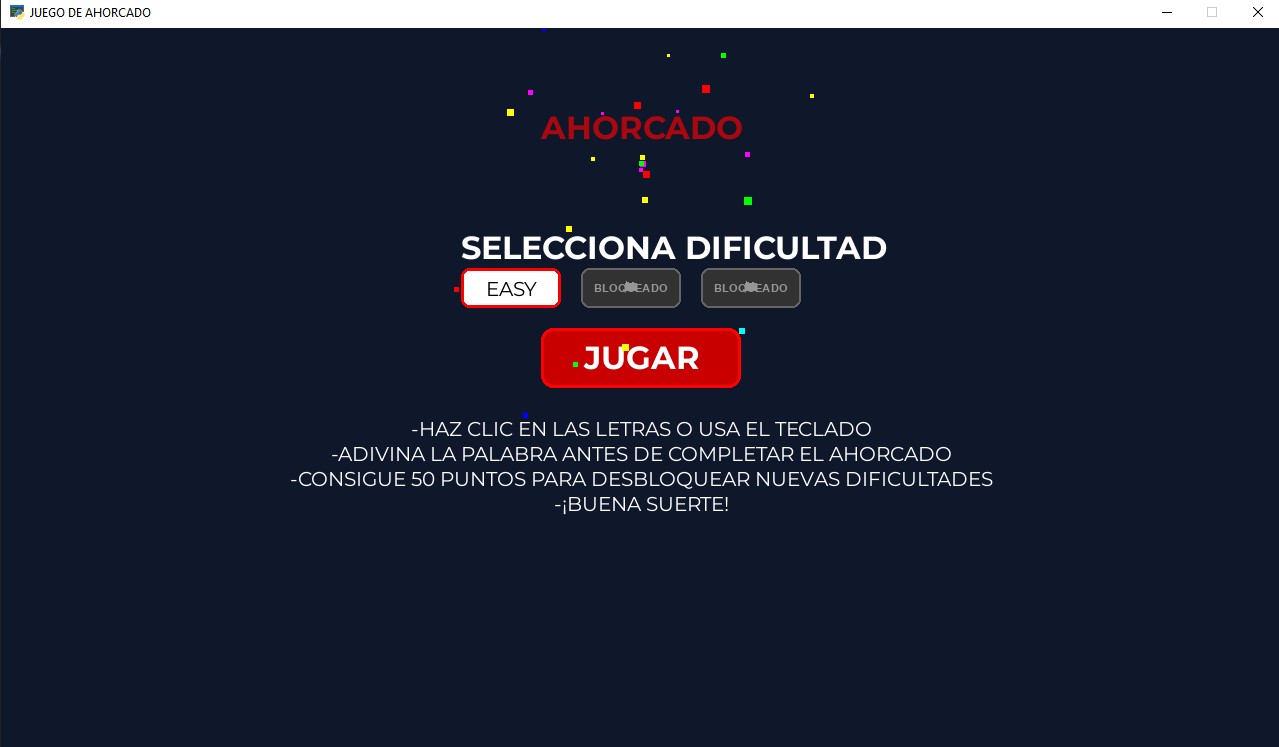 JUEGO DE AHORCADO
AHORCADO
SELECCIONA DIFICULTAD
EASY BLOQUEADO BLOQUEADO
JUGAR
-HAZ CLIC EN LAS LETRAS O USA EL TECLADO
-ADIVINA LA PALABRA ANTES DE COMPLETAR EL AHORCADO
-CONSIGUE 50 PUNTOS PARA DESBLOQUEAR NUEVAS DIFICULTADES
-¡BUENA SUERTE!